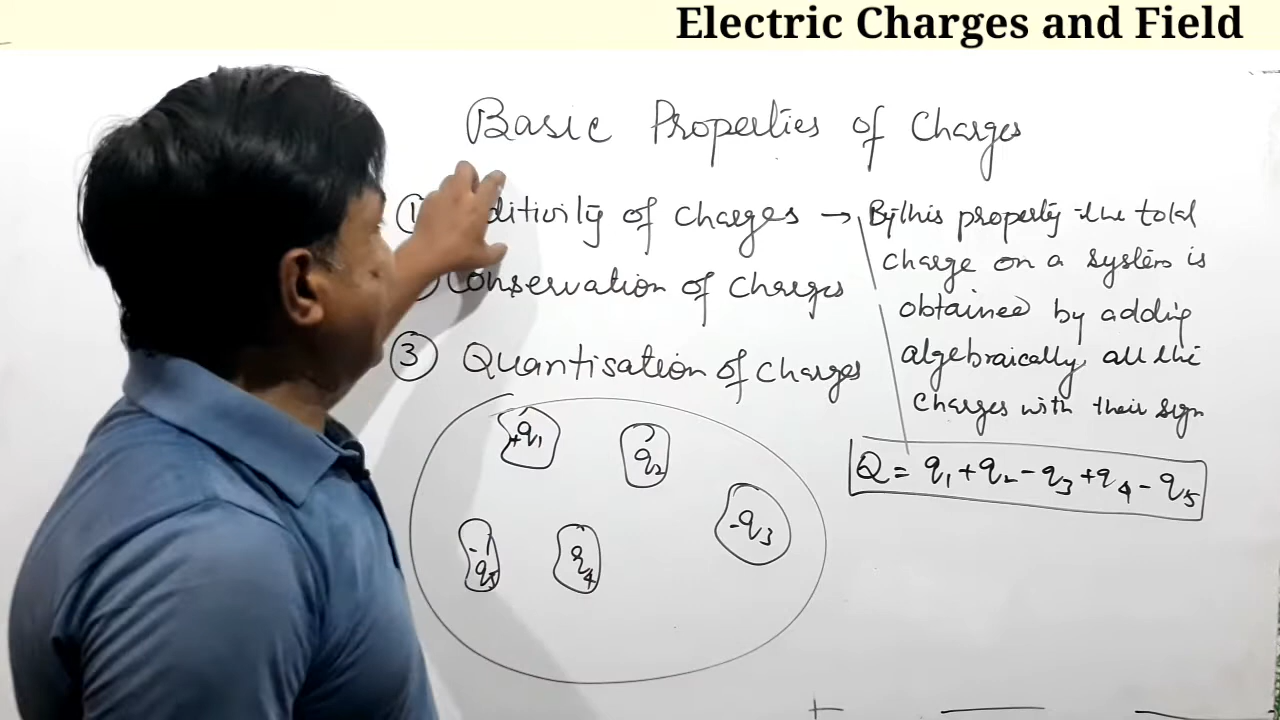 Electric Charges and Field
Basic Properties of Charges
① ditivity of charges → By this property the total
charge on a system is
Conservation of Charges
obtained by adding
③ Quantisation of Charges
algebraically all the
Charges with their sign
+q₁
q₂
Q = q₁ + q₂ - q₃ + q₄ - q₅
-q₃
-q₅
q₄